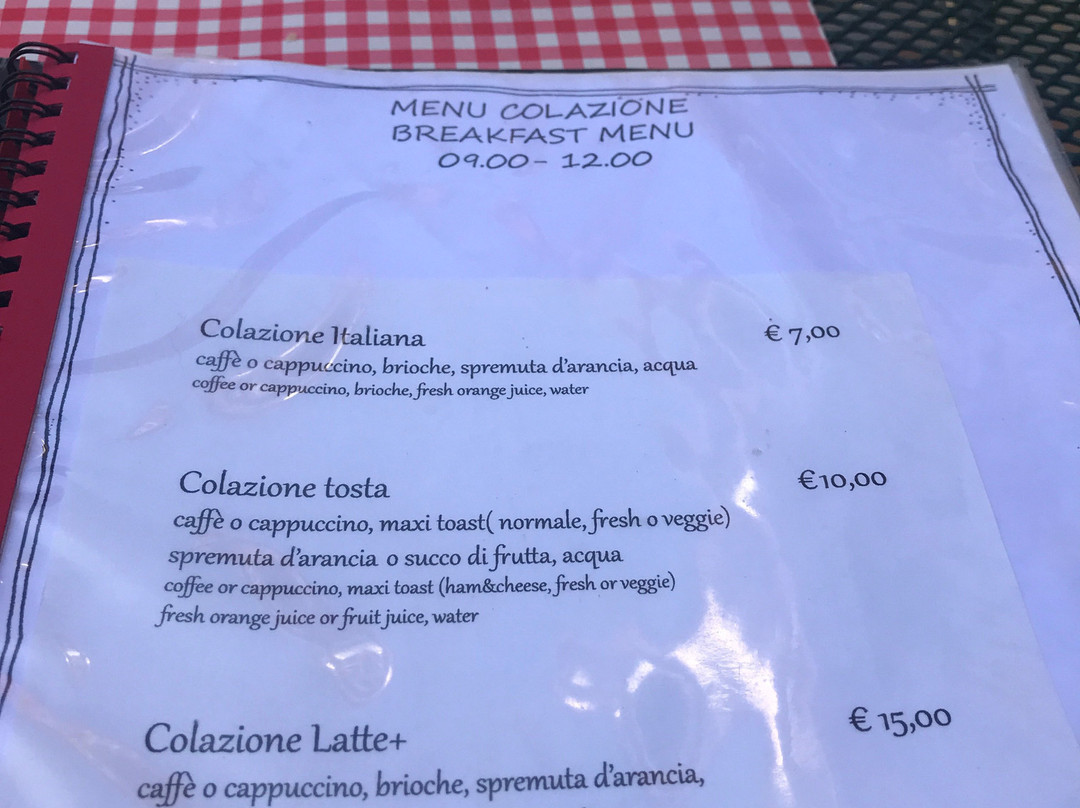 MENU COLAZIONE
BREAKFAST MENU
09.00 - 12.00
Colazione Italiana € 7,00
caffè o cappuccino, brioche, spremuta d'arancia, acqua
coffee or cappuccino, brioche, fresh orange juice, water
Colazione tosta €10,00
caffè o cappuccino, maxi toast( normale, fresh o veggie)
spremuta d'arancia o succo di frutta, acqua
coffee or cappuccino, maxi toast (ham&cheese, fresh or veggie)
fresh orange juice or fruit juice, water
Colazione Latte+ € 15,00
caffè o cappuccino, brioche, spremuta d'arancia,